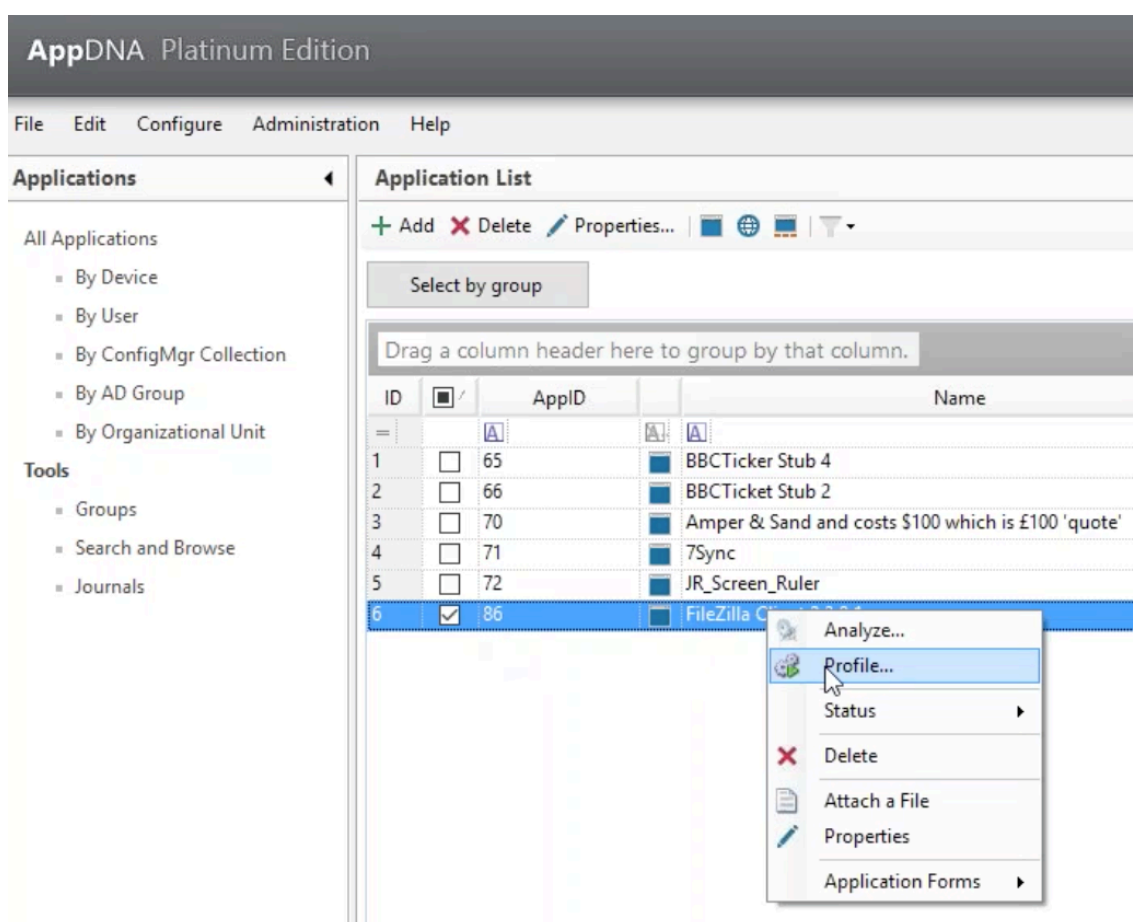 AppDNA Platinum Edition
File Edit Configure Administration Help
Applications
All Applications
By Device
By User
By ConfigMgr Collection
By AD Group
By Organizational Unit
Tools
Groups
Search and Browse
Journals
Application List
Add Delete Properties...
Select by group
Drag a column header here to group by that column.
ID AppID Name
= A A A
1 65 BBCTicker Stub 4
2 66 BBCTicket Stub 2
3 70 Amper & Sand and costs $100 which is £100 'quote'
4 71 7Sync
5 72 JR_Screen_Ruler
6 86 FileZilla
Analyze...
Profile...
Status
Delete
Attach a File
Properties
Application Forms